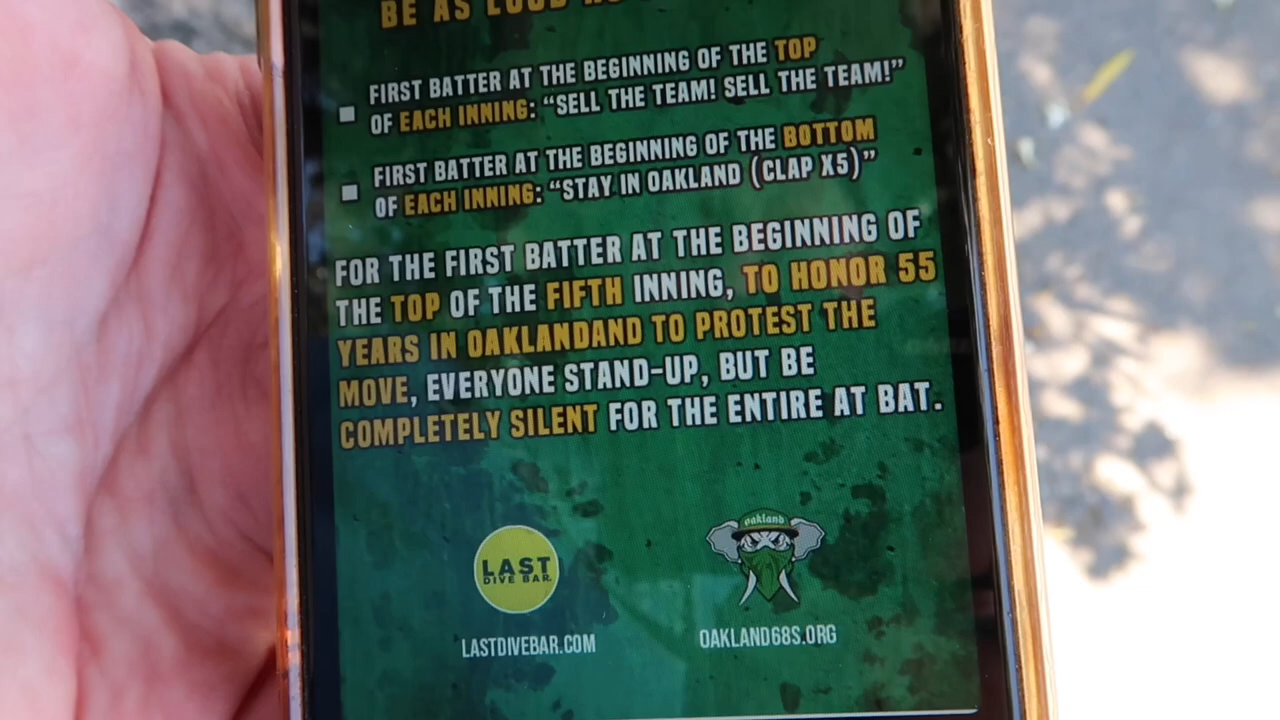 BE AS LOUD
FIRST BATTER AT THE BEGINNING OF THE TOP
OF EACH INNING: “SELL THE TEAM! SELL THE TEAM!”
FIRST BATTER AT THE BEGINNING OF THE BOTTOM
OF EACH INNING: “STAY IN OAKLAND (CLAP X5)”
FOR THE FIRST BATTER AT THE BEGINNING OF
THE TOP OF THE FIFTH INNING, TO HONOR 55
YEARS IN OAKLANDAND TO PROTEST THE
MOVE, EVERYONE STAND-UP, BUT BE
COMPLETELY SILENT FOR THE ENTIRE AT BAT.
oakland
LAST
DIVE BAR
LASTDIVEBAR.COM
OAKLAND68S.ORG